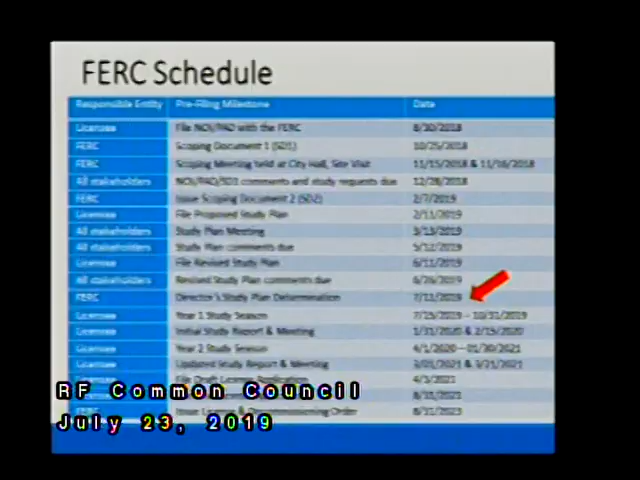 FERC Schedule
Responsible Entity Pre-Filing Milestone Date
Licensee File NOI/PAD with the FERC 8/30/2018
FERC Scoping Document 1 (SD1) 10/25/2018
FERC Scoping Meeting held at City Hall, Site Visit 11/15/2018 & 11/16/2018
All stakeholders NOI/PAD/SD1 comments and study requests due 12/28/2018
FERC Issue Scoping Document 2 (SD2) 2/7/2019
Licensee File Proposed Study Plan 2/11/2019
All stakeholders Study Plan Meeting 3/13/2019
All stakeholders Study Plan comments due 5/12/2019
Licensee File Revised Study Plan 6/11/2019
All stakeholders Revised Study Plan comments due 6/26/2019
FERC Director's Study Plan Determination 7/11/2019
Licensee Year 1 Study Season 7/15/2019 – 10/31/2019
Licensee Initial Study Report & Meeting 1/31/2020 & 2/15/2020
Licensee Year 2 Study Season 4/1/2020 – 01/30/2021
Licensee Updated Study Report & Meeting 3/01/2021 & 3/21/2021
File Draft License Application 4/3/2021
8/31/2021
FERC Issue License Order 8/31/2023
RF Common Council
July 23, 2019